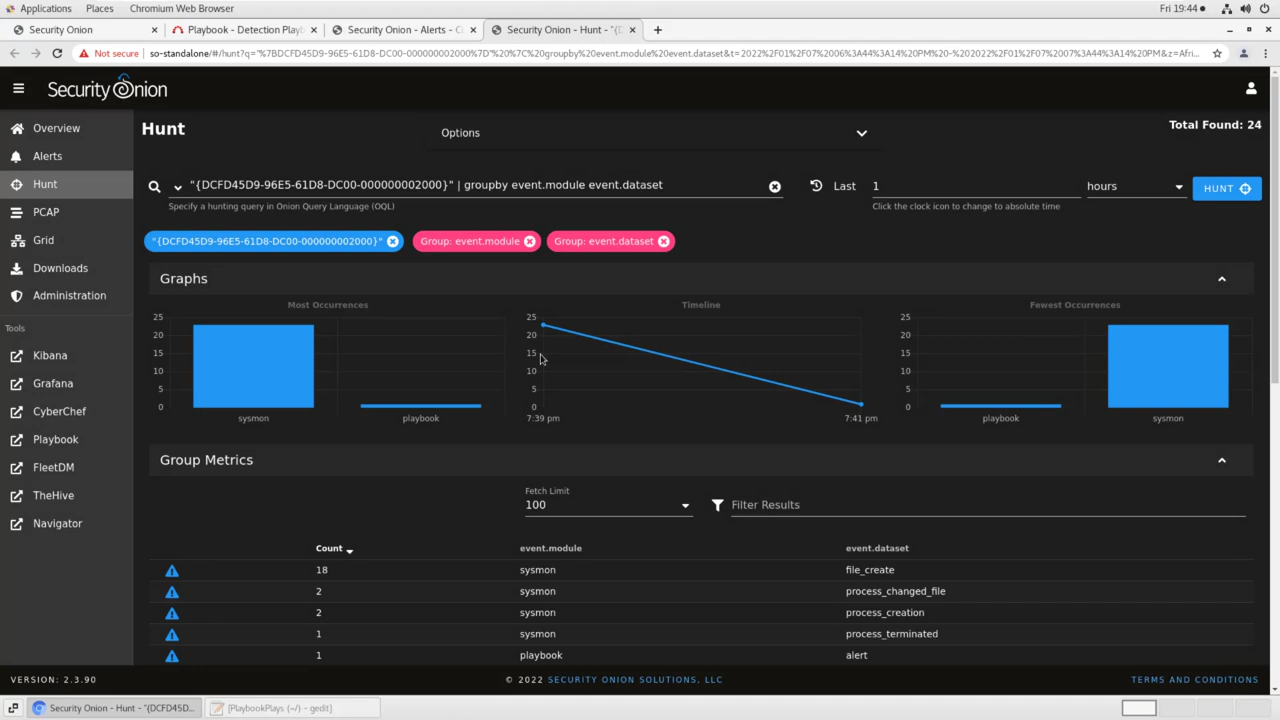 Applications Places Chromium Web Browser Fri 19:44
Security Onion Playbook - Detection Playb Security Onion - Alerts - C Security Onion - Hunt - "{D
Not secure so-standalone/#/hunt?q="%7BDCFD45D9-96E5-61D8-DC00-000000002000%7D"%20%7C%20groupby%20event.module%20event.dataset&t=2022%2F01%2F07%2006%3A44%3A14%20PM%20-%202022%2F01%2F07%2007%3A44%3A14%20PM&z=Afri...
Security Onion
Overview
Alerts
Hunt
PCAP
Grid
Downloads
Administration
Tools
Kibana
Grafana
CyberChef
Playbook
FleetDM
TheHive
Navigator
Hunt
Options
Total Found: 24
"{DCFD45D9-96E5-61D8-DC00-000000002000}" | groupby event.module event.dataset
Last 1 hours HUNT
Specify a hunting query in Onion Query Language (OQL)
Click the clock icon to change to absolute time
"{DCFD45D9-96E5-61D8-DC00-000000002000}" Group: event.module Group: event.dataset
Graphs
Most Occurrences
25
20
15
10
5
0
sysmon playbook
Timeline
25
20
15
10
5
0
7:39 pm 7:41 pm
Fewest Occurrences
25
20
15
10
5
0
playbook sysmon
Group Metrics
Fetch Limit
100 Filter Results
Count event.module event.dataset
18 sysmon file_create
2 sysmon process_changed_file
2 sysmon process_creation
1 sysmon process_terminated
1 playbook alert
VERSION: 2.3.90 © 2022 SECURITY ONION SOLUTIONS, LLC TERMS AND CONDITIONS
Security Onion - Hunt - "{DCFD45D... [PlaybookPlays (~/) - gedit]